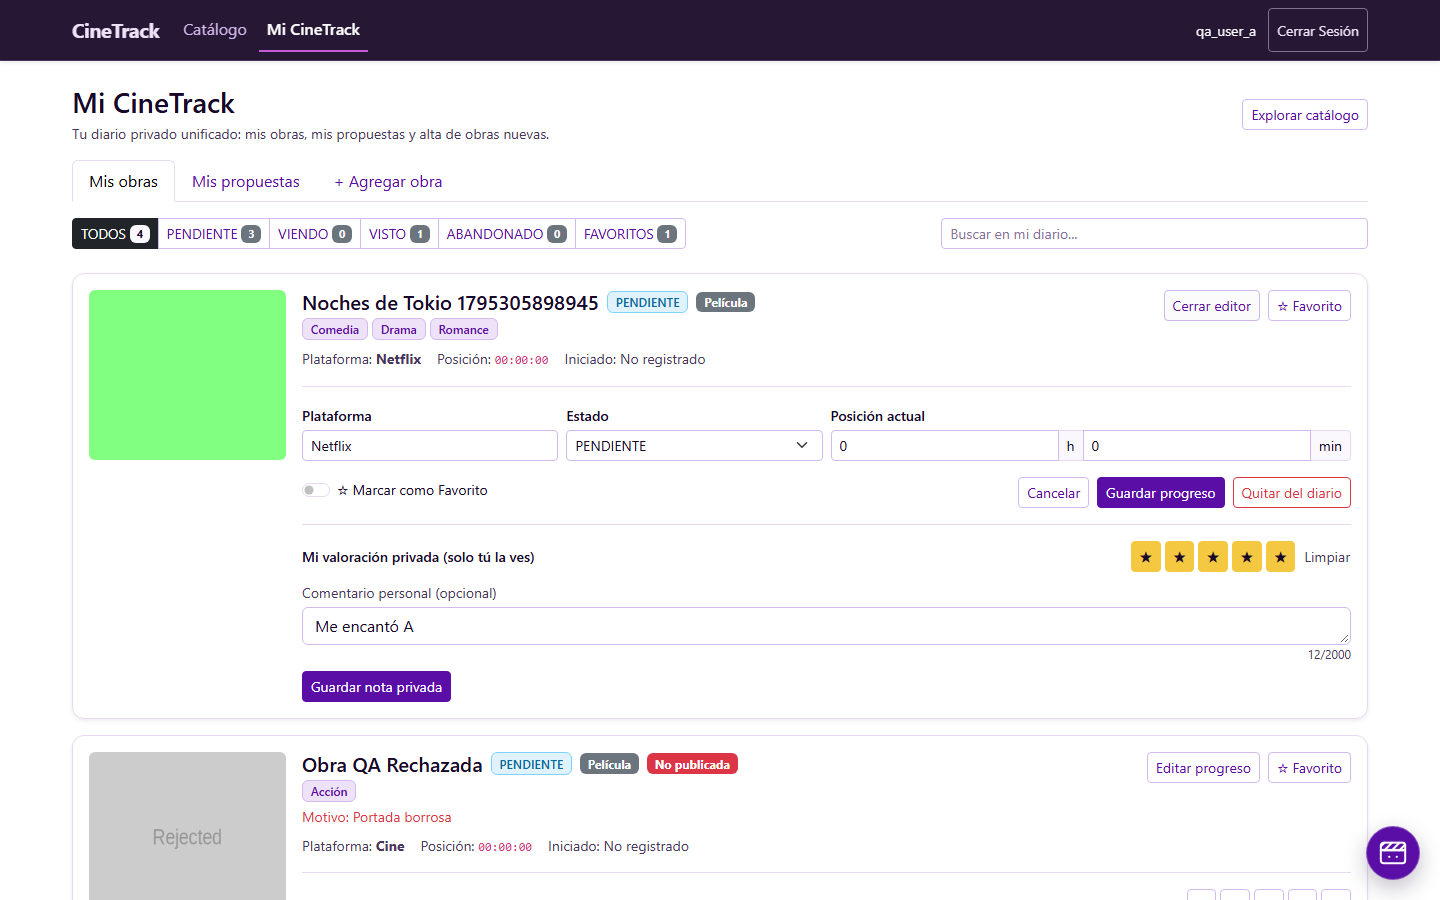 CineTrack Catálogo Mi CineTrack qa_user_a Cerrar Sesión
Mi CineTrack
Explorar catálogo
Tu diario privado unificado: mis obras, mis propuestas y alta de obras nuevas.
Mis obras Mis propuestas + Agregar obra
TODOS 4 PENDIENTE 3 VIENDO 0 VISTO 1 ABANDONADO 0 FAVORITOS 1 Buscar en mi diario...
Noches de Tokio 1795305898945 PENDIENTE Película Cerrar editor ☆ Favorito
Comedia Drama Romance
Plataforma: Netflix Posición: 00:00:00 Iniciado: No registrado
Plataforma Estado Posición actual
Netflix PENDIENTE 0 h 0 min
☆ Marcar como Favorito Cancelar Guardar progreso Quitar del diario
Mi valoración privada (solo tú la ves) ★ ★ ★ ★ ★ Limpiar
Comentario personal (opcional)
Me encantó A
12/2000
Guardar nota privada
Obra QA Rechazada PENDIENTE Película No publicada Editar progreso ☆ Favorito
Acción
Motivo: Portada borrosa
Rejected
Plataforma: Cine Posición: 00:00:00 Iniciado: No registrado